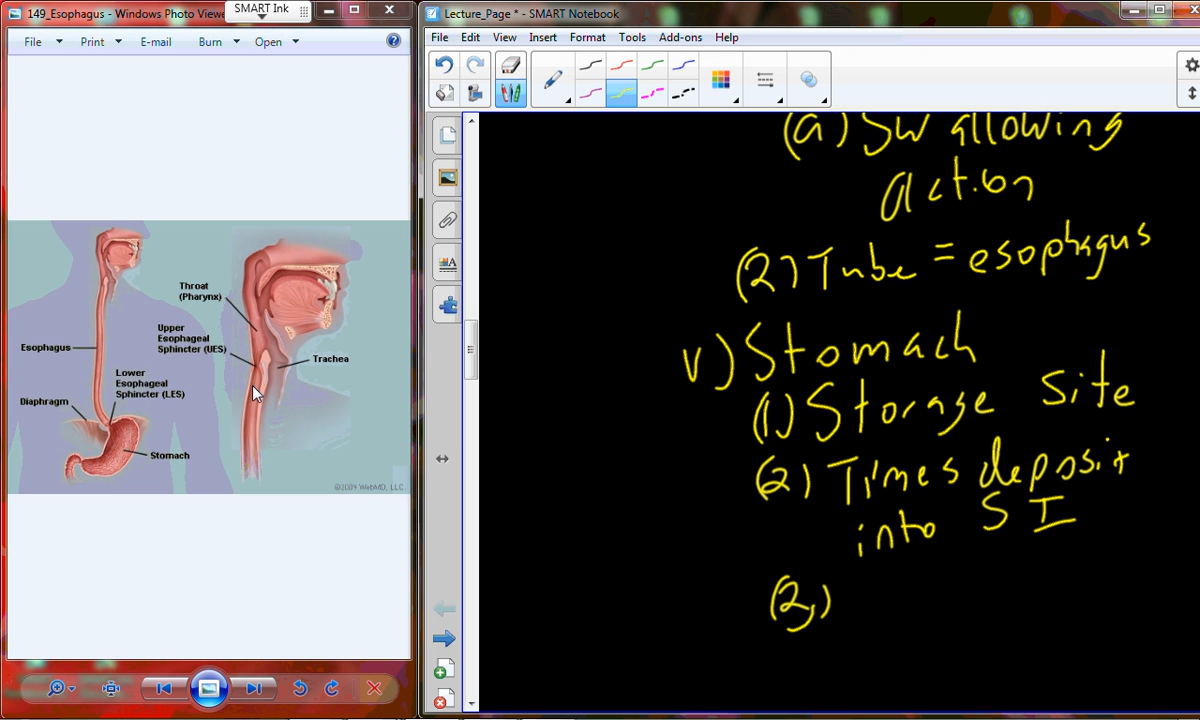 149_Esophagus - Windows Photo Viewe
SMART Ink
File Print E-mail Burn Open
Throat
(Pharynx)
Upper
Esophageal
Sphincter (UES)
Trachea
Esophagus
Lower
Esophageal
Sphincter (LES)
Diaphragm
Stomach
©2009 WebMD, LLC.
Lecture_Page * - SMART Notebook
File Edit View Insert Format Tools Add-ons Help
(a) Swallowing
action
(2) Tube = esophagus
v) Stomach
(1) Storage site
(2) Times deposit
into SI